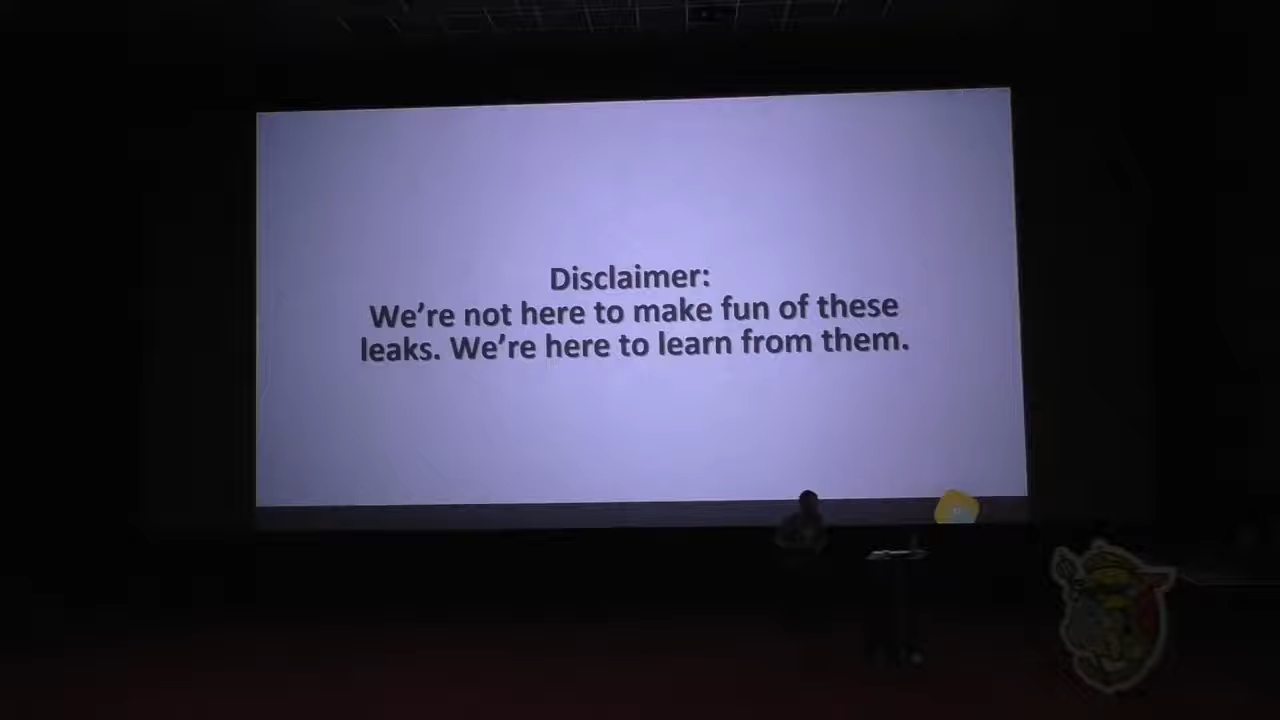 Disclaimer:
We're not here to make fun of these
leaks. We're here to learn from them.